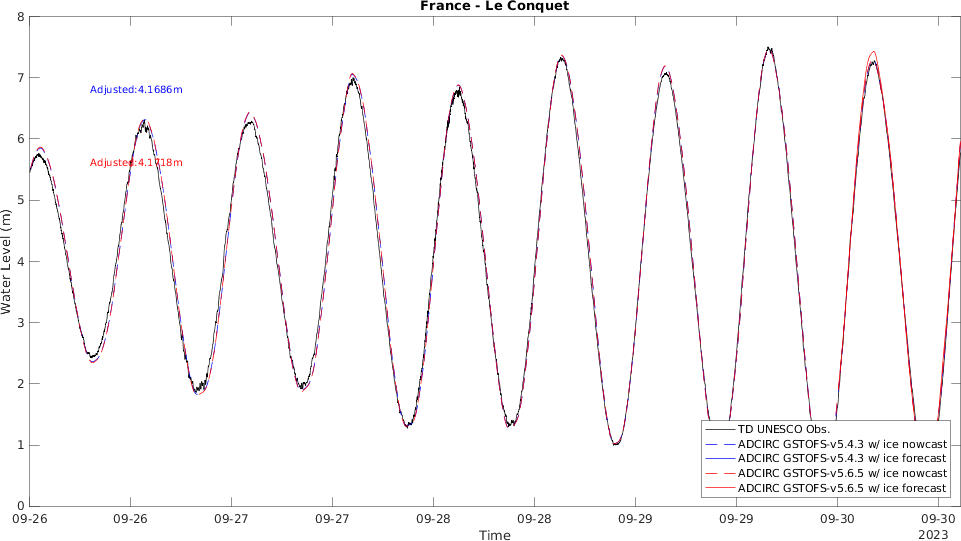 France - Le Conquet
8
7
6
5
4
3
2
1
0
Water Level (m)
Adjusted:4.1686m
Adjusted:4.1718m
TD UNESCO Obs.
ADCIRC GSTOFS-v5.4.3 w/ ice nowcast
ADCIRC GSTOFS-v5.4.3 w/ ice forecast
ADCIRC GSTOFS-v5.6.5 w/ ice nowcast
ADCIRC GSTOFS-v5.6.5 w/ ice forecast
09-26 09-26 09-27 09-27 09-28 09-28 09-29 09-29 09-30 09-30
Time
2023